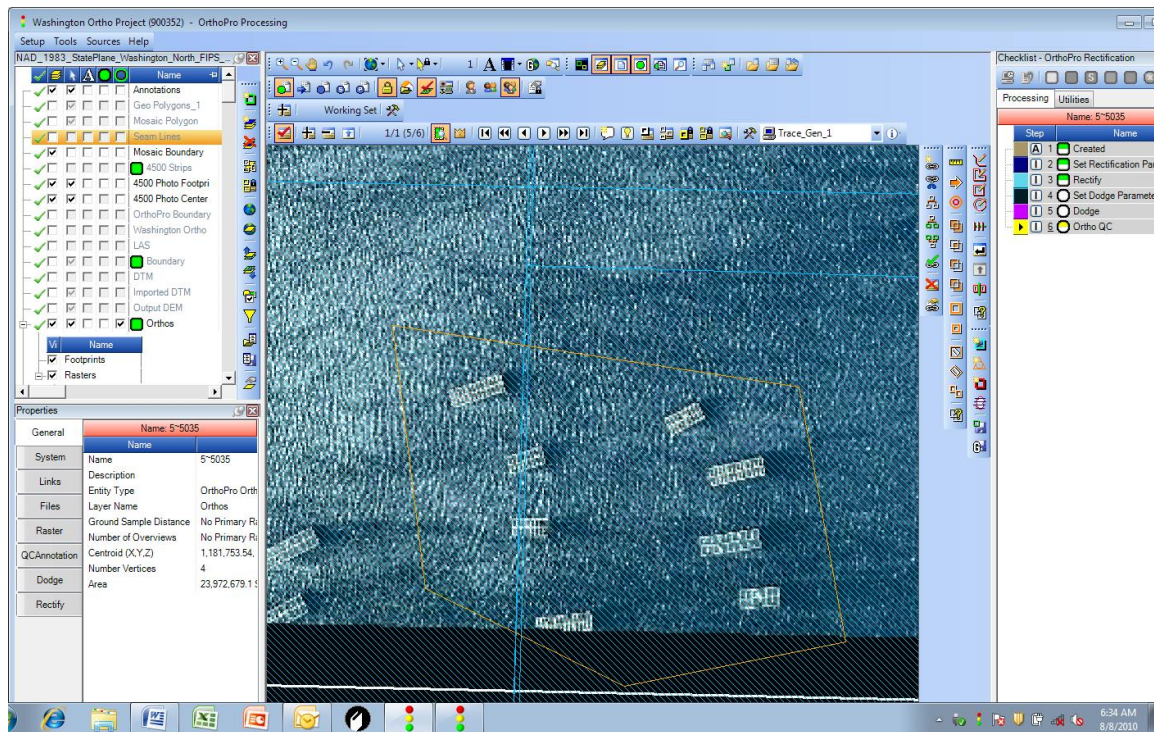 Washington Ortho Project (900352) - OrthoPro Processing
Setup Tools Sources Help
NAD_1983_StatePlane_Washington_North_FIPS_
Name
Annotations
Geo Polygons_1
Mosaic Polygon
Seam Lines
Mosaic Boundary
4500 Strips
4500 Photo Footpri
4500 Photo Center
OrthoPro Boundary
Washington Ortho
LAS
Boundary
DTM
Imported DTM
Output DEM
Orthos
Vi Name
Footprints
Rasters
Properties
General
System
Links
Files
Raster
QCAnnotation
Dodge
Rectify
Name: 5~5035
Name
Name 5~5035
Description
Entity Type OrthoPro Orth
Layer Name Orthos
Ground Sample Distance No Primary Ra
Number of Overviews No Primary Ra
Centroid (X,Y,Z) 1,181,753.54,
Number Vertices 4
Area 23,972,679.1 S
1
Working Set
1/1 (5/6)
Trace_Gen_1
Checklist - OrthoPro Rectification
Processing Utilities
Name: 5~5035
Step Name
A 1 Created
I 2 Set Rectification Par
I 3 Rectify
I 4 Set Dodge Paramete
I 5 Dodge
I 6 Ortho QC
6:34 AM
8/8/2010